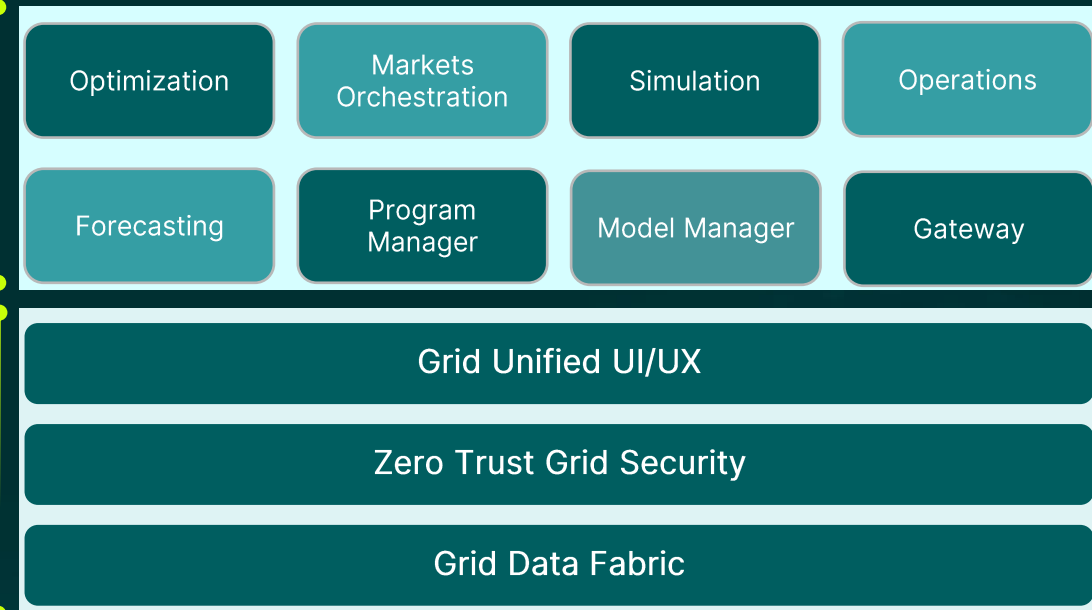 Optimization
Markets
Orchestration
Simulation
Operations
Forecasting
Program
Manager
Model Manager
Gateway
Grid Unified UI/UX
Zero Trust Grid Security
Grid Data Fabric